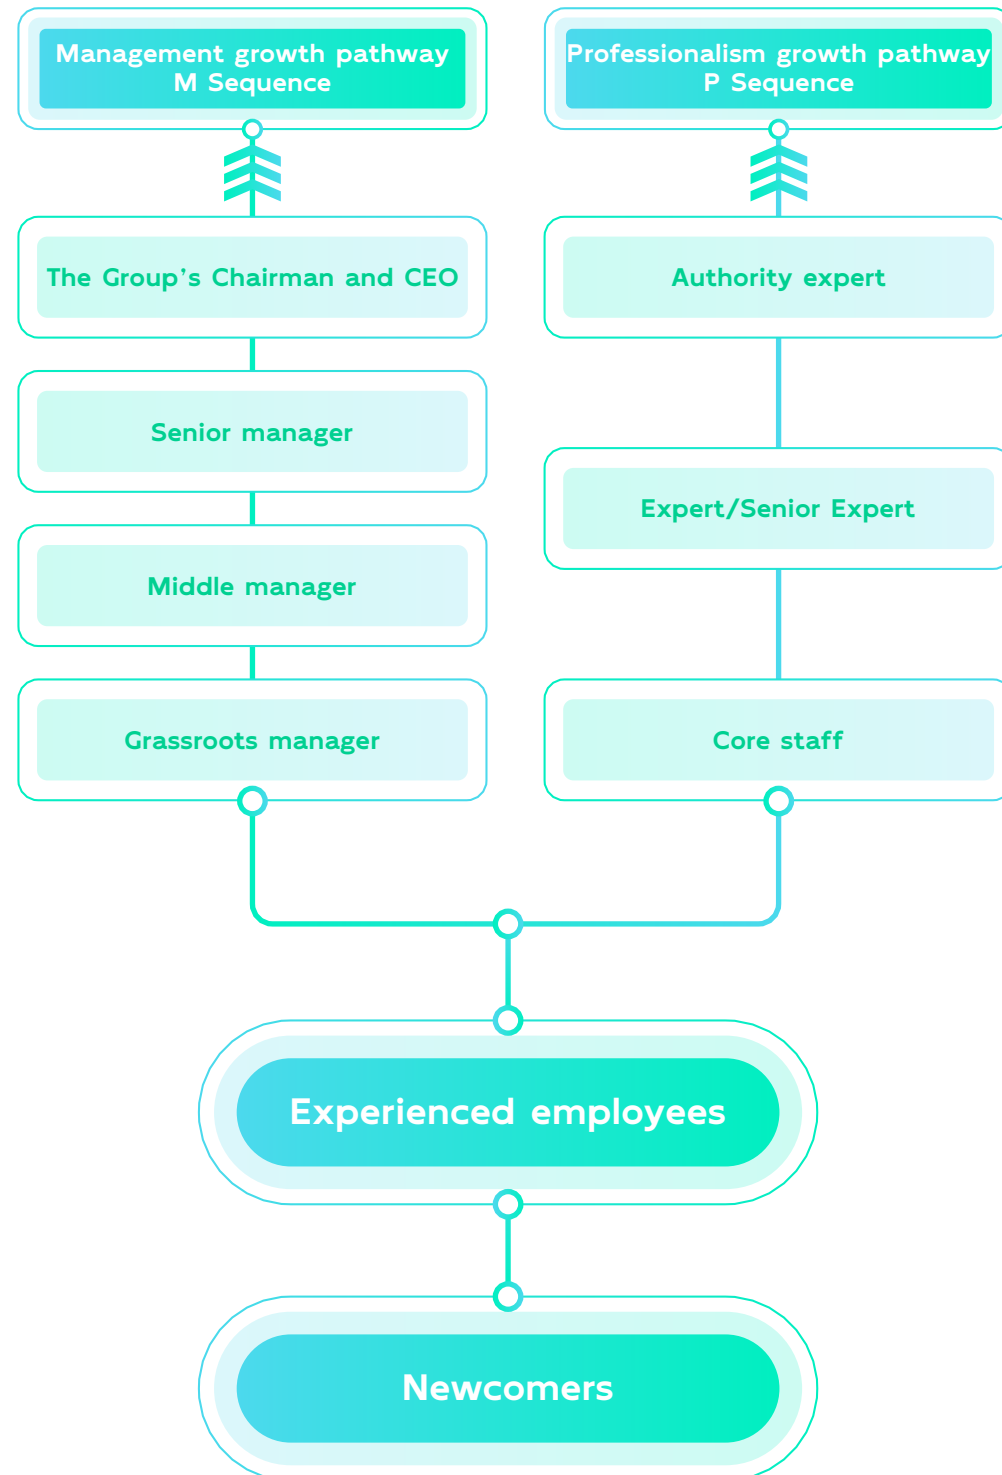 Management growth pathway
M Sequence
Professionalism growth pathway
P Sequence
The Group's Chairman and CEO
Senior manager
Middle manager
Grassroots manager
Authority expert
Expert/Senior Expert
Core staff
Experienced employees
Newcomers